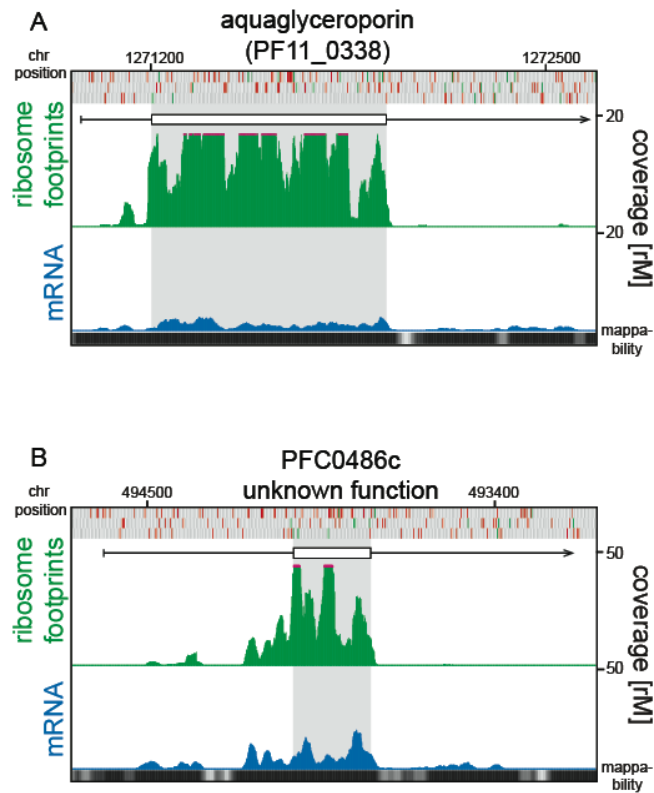 A
aquaglyceroporin
(PF11_0338)
chr
position
1271200
1272500
ribosome
footprints
20
20
coverage [rM]
mRNA
mappa-
bility
B
PFC0486c
unknown function
chr
position
494500
493400
ribosome
footprints
50
50
coverage [rM]
mRNA
mappa-
bility